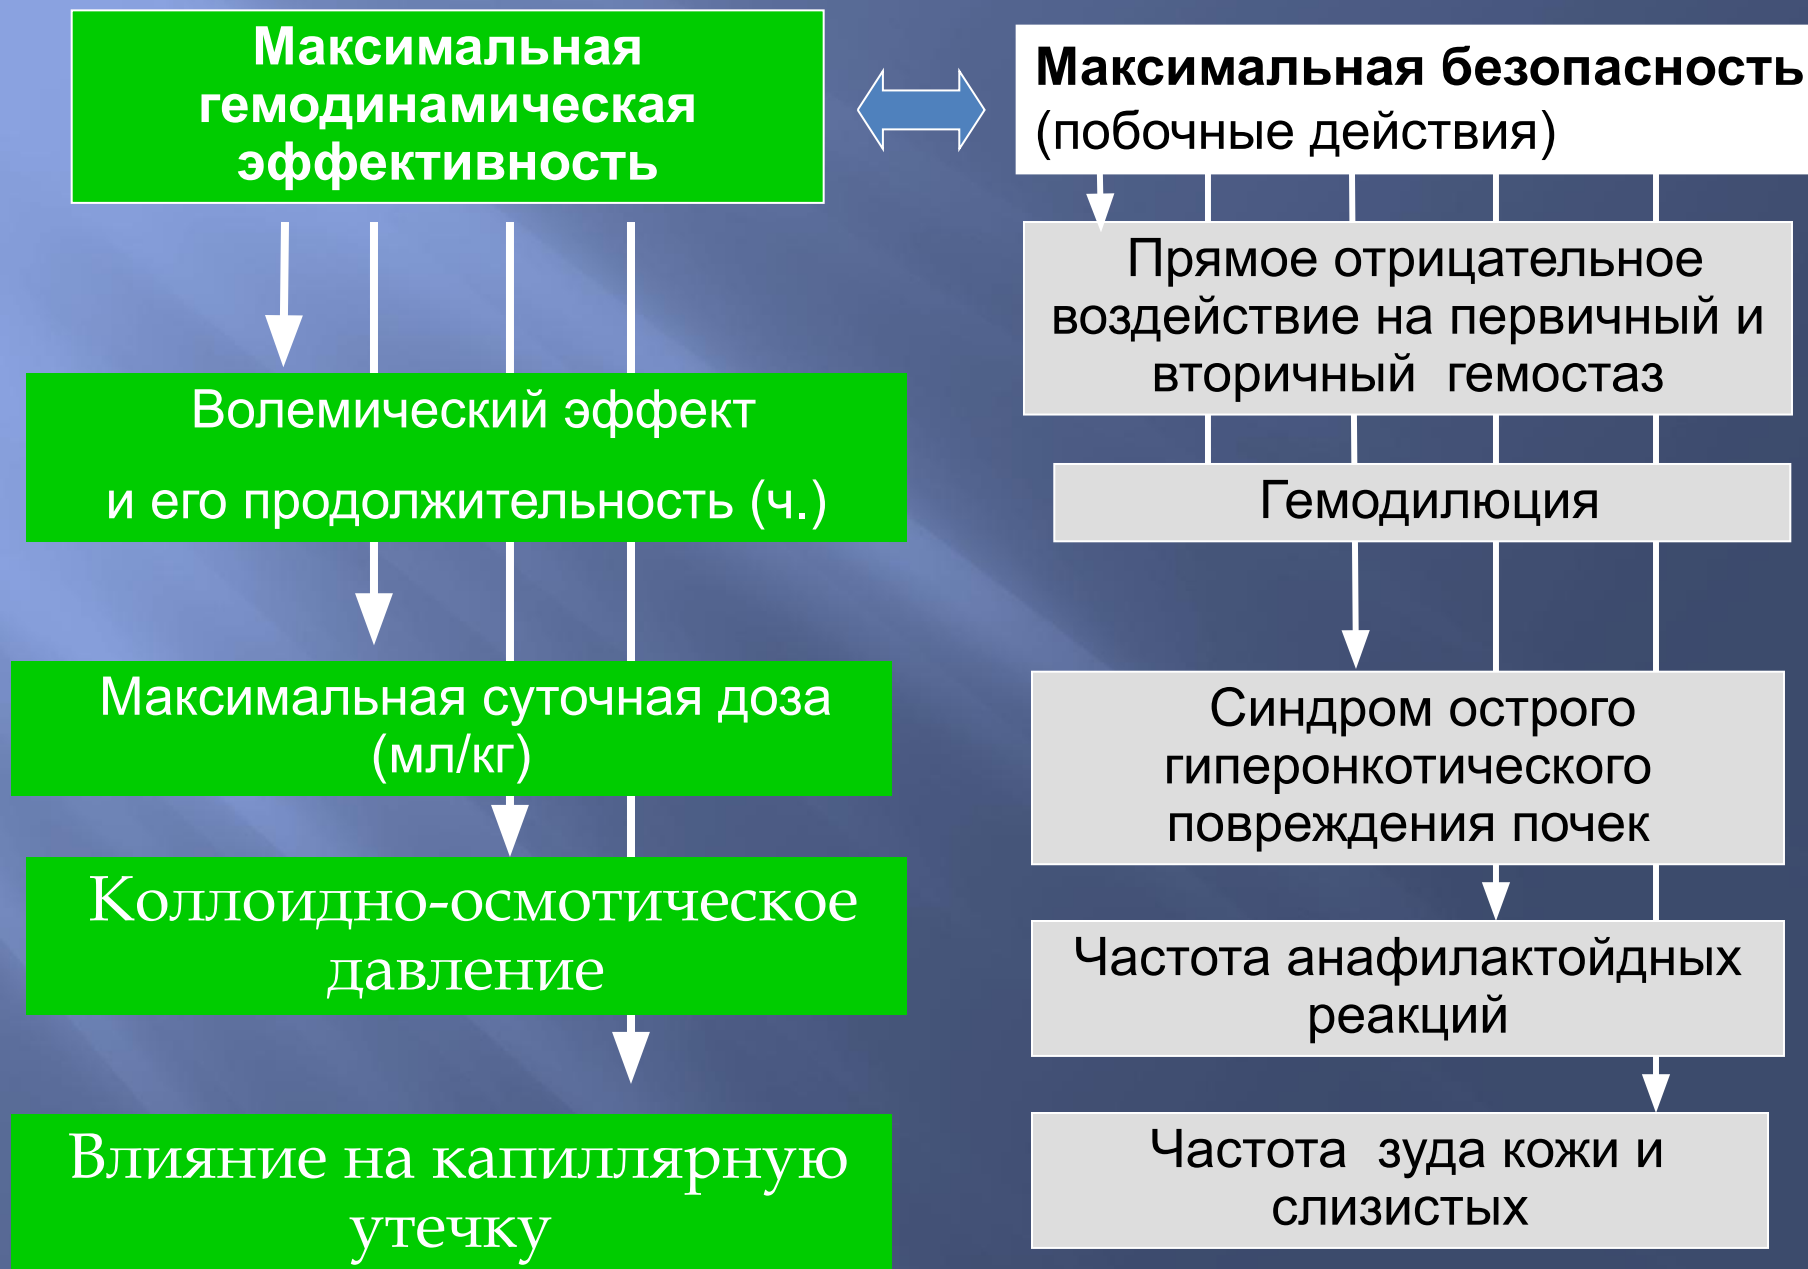 Максимальная
гемодинамическая
эффективность
Волемический эффект
и его продолжительность (ч.)
Максимальная суточная доза
(мл/кг)
Коллоидно-осмотическое
давление
Влияние на капиллярную
утечку
Максимальная безопасность
(побочные действия)
Прямое отрицательное
воздействие на первичный и
вторичный гемостаз
Гемодилюция
Синдром острого
гиперонкотического
повреждения почек
Частота анафилактойдных
реакций
Частота зуда кожи и
слизистых